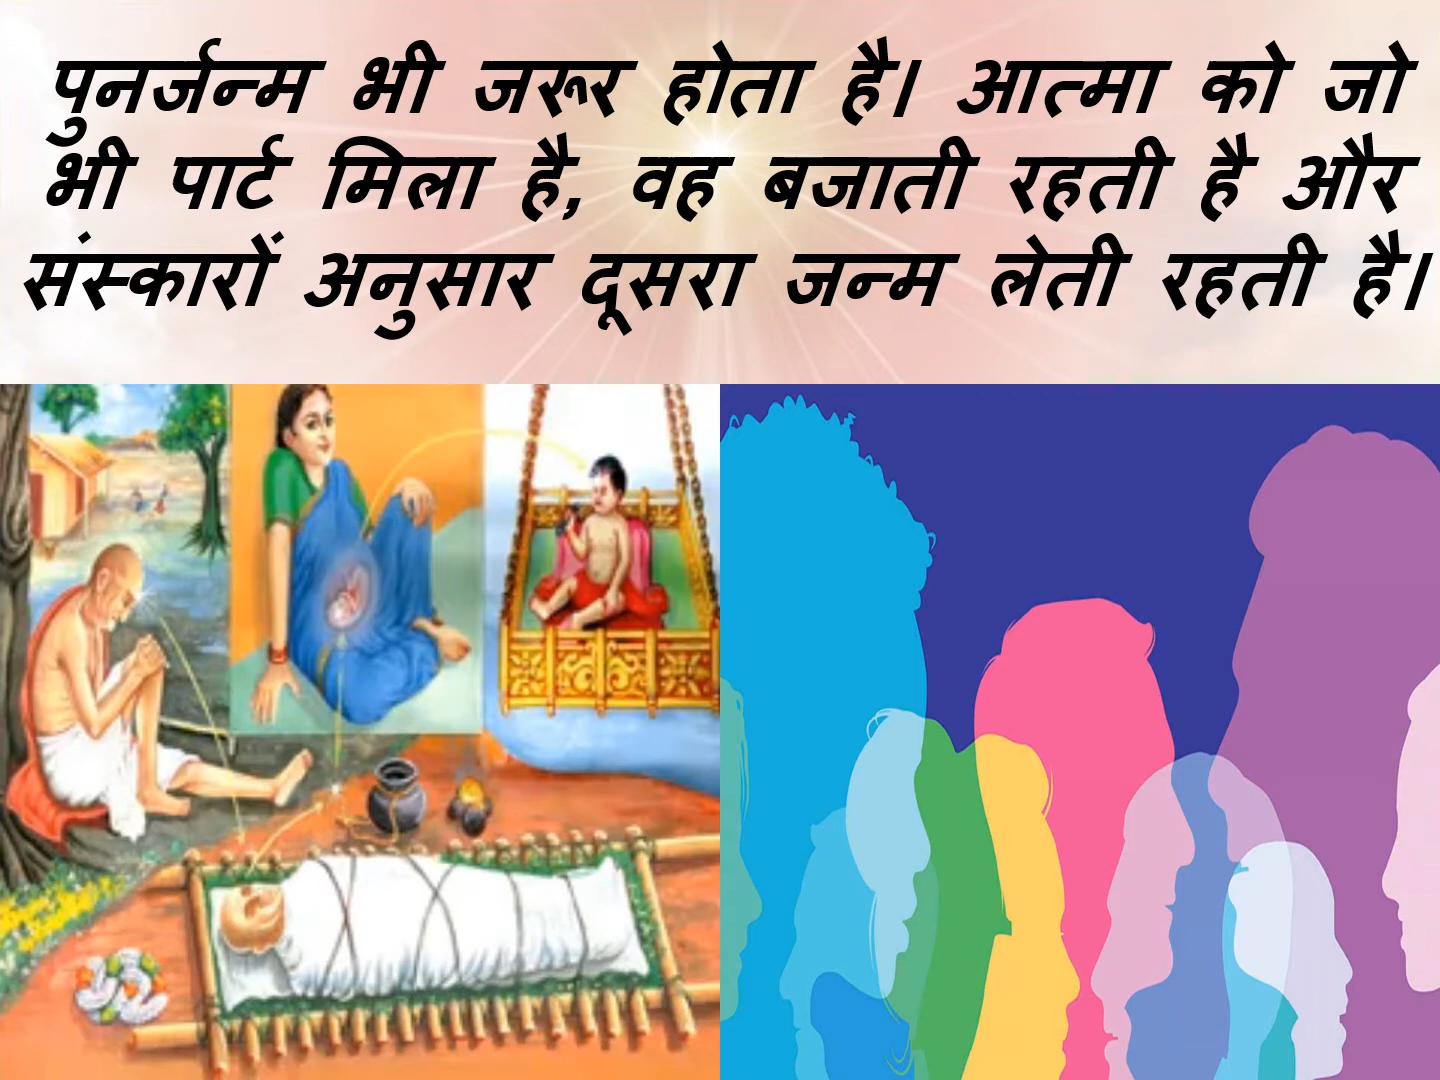 पुनर्जन्म भी जरूर होता है। आत्मा को जो
भी पार्ट मिला है, वह बजाती रहती है और
संस्कारों अनुसार दूसरा जन्म लेती रहती है।